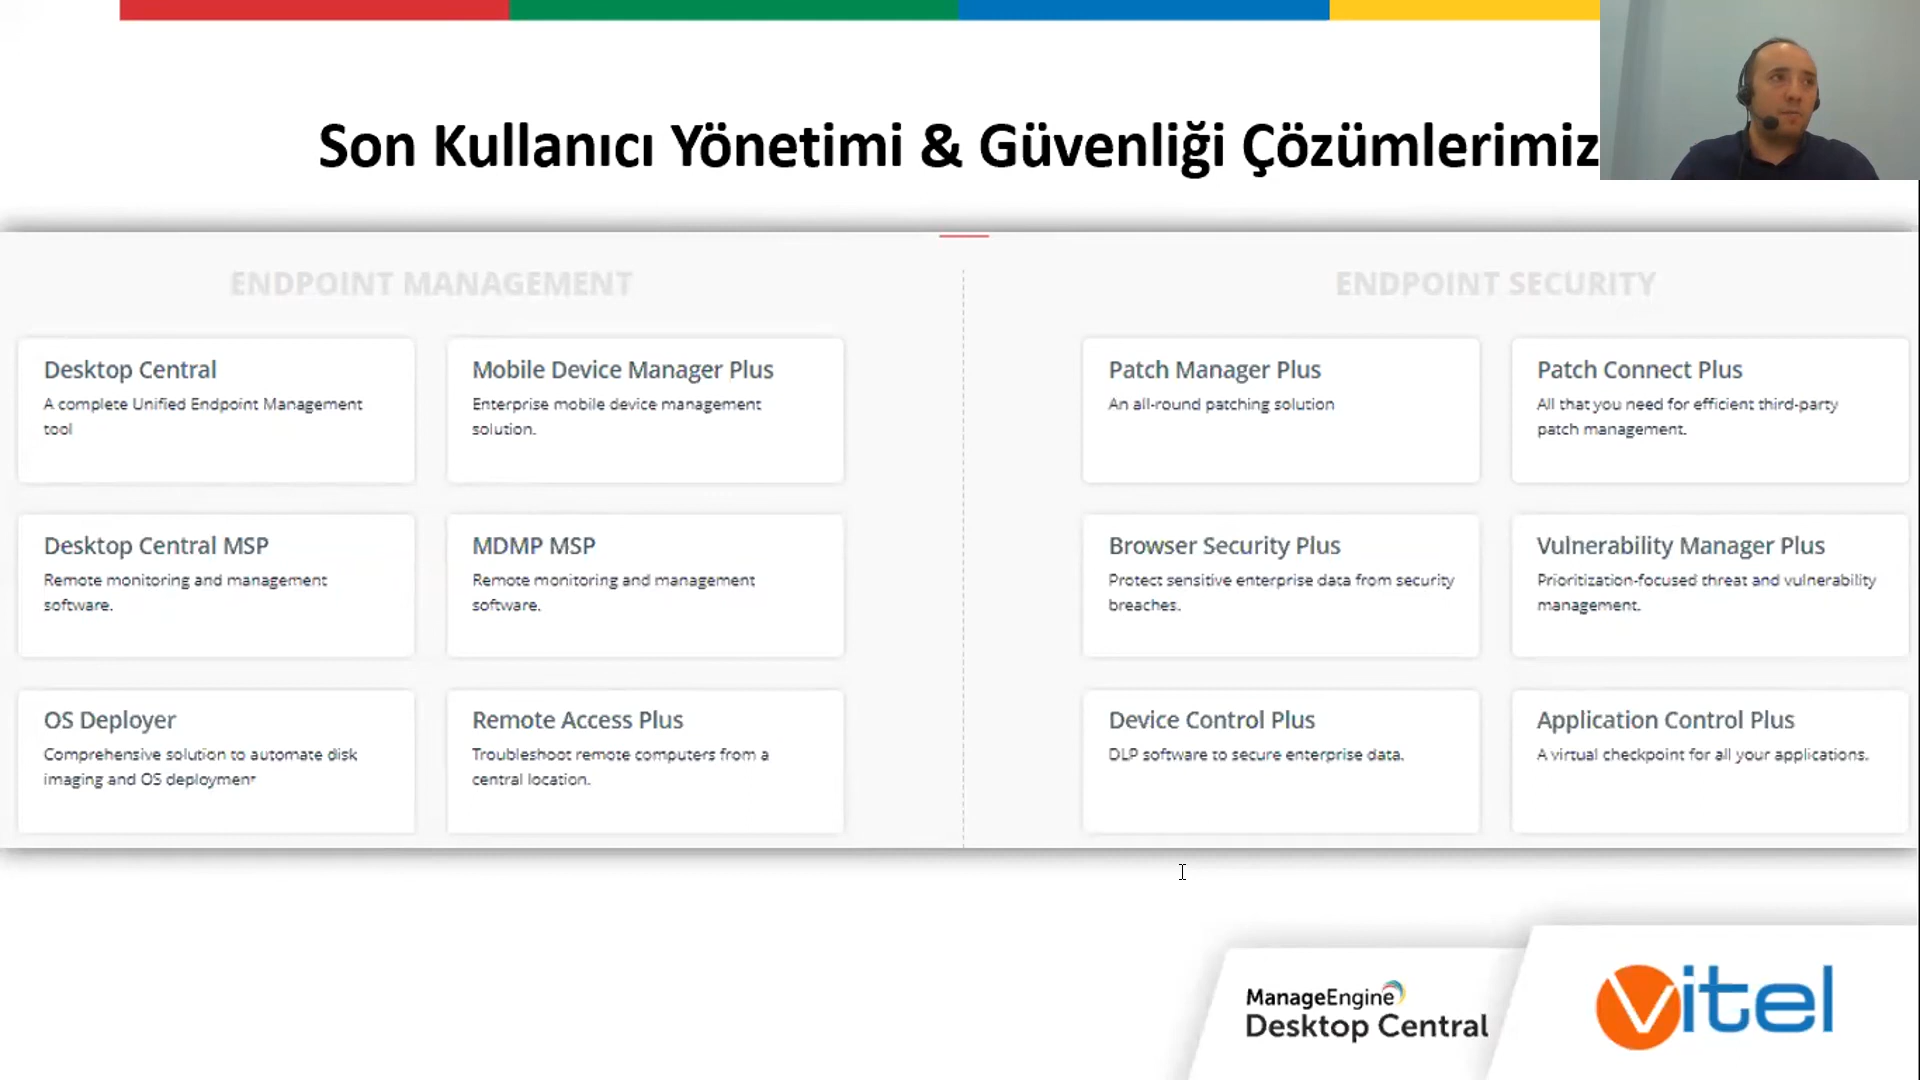 Son Kullanıcı Yönetimi & Güvenliği Çözümlerimiz
ENDPOINT MANAGEMENT
Desktop Central
A complete Unified Endpoint Management
tool
Mobile Device Manager Plus
Enterprise mobile device management
solution.
Desktop Central MSP
Remote monitoring and management
software.
MDMP MSP
Remote monitoring and management
software.
OS Deployer
Comprehensive solution to automate disk
imaging and OS deployment
Remote Access Plus
Troubleshoot remote computers from a
central location.
ENDPOINT SECURITY
Patch Manager Plus
An all-round patching solution
Patch Connect Plus
All that you need for efficient third-party
patch management.
Browser Security Plus
Protect sensitive enterprise data from security
breaches.
Vulnerability Manager Plus
Prioritization-focused threat and vulnerability
management.
Device Control Plus
DLP software to secure enterprise data.
Application Control Plus
A virtual checkpoint for all your applications.
ManageEngine
Desktop Central
vitel